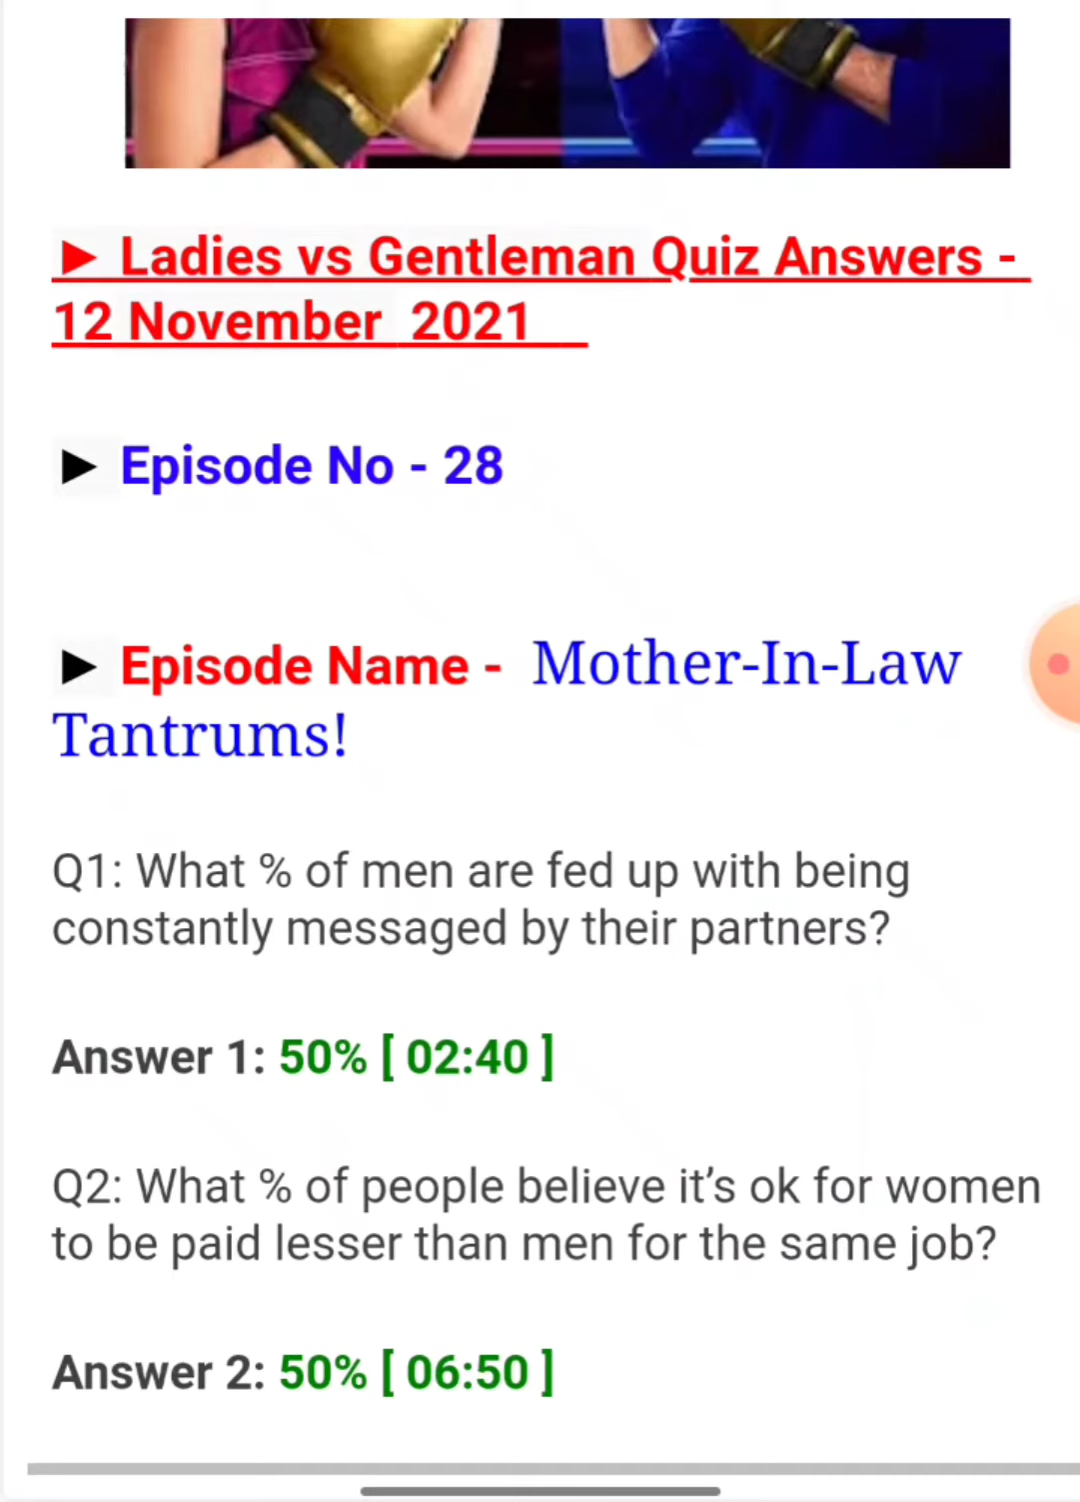 ► Ladies vs Gentleman Quiz Answers -
12 November 2021
► Episode No - 28
► Episode Name - Mother-In-Law
Tantrums!
Q1: What % of men are fed up with being
constantly messaged by their partners?
Answer 1: 50% [ 02:40 ]
Q2: What % of people believe it’s ok for women
to be paid lesser than men for the same job?
Answer 2: 50% [ 06:50 ]